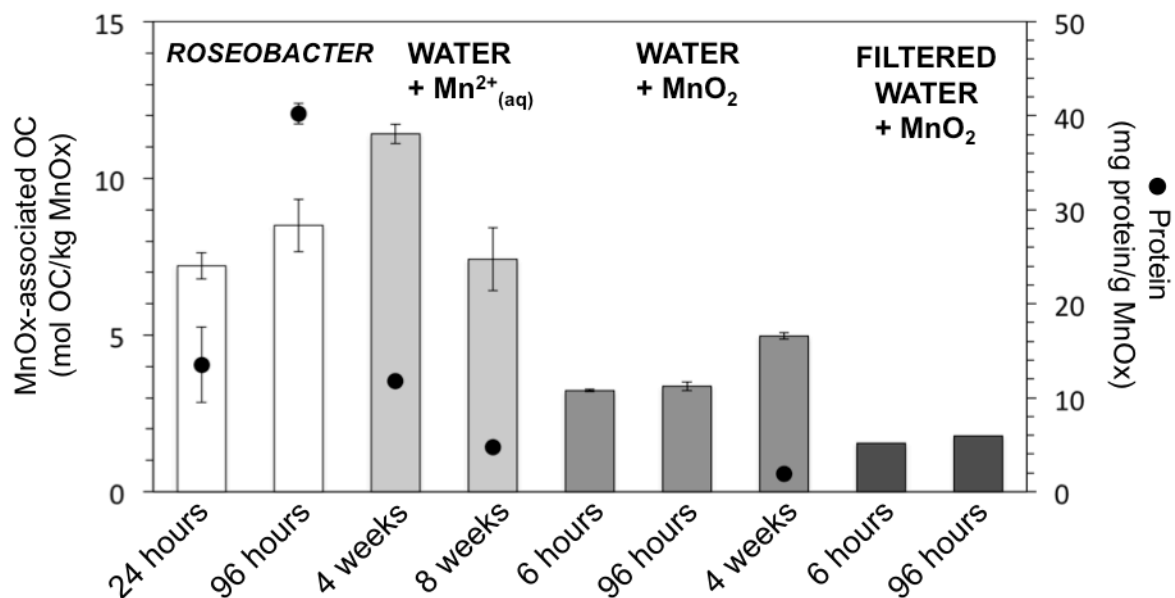 MnOx-associated OC
(mol OC/kg MnOx)
15
10
5
0
ROSEOBACTER
WATER
+ Mn²⁺(aq)
WATER
+ MnO₂
FILTERED
WATER
+ MnO₂
50
40
30
20
10
0
● Protein
(mg protein/g MnOx)
24 hours
96 hours
4 weeks
8 weeks
6 hours
96 hours
4 weeks
6 hours
96 hours